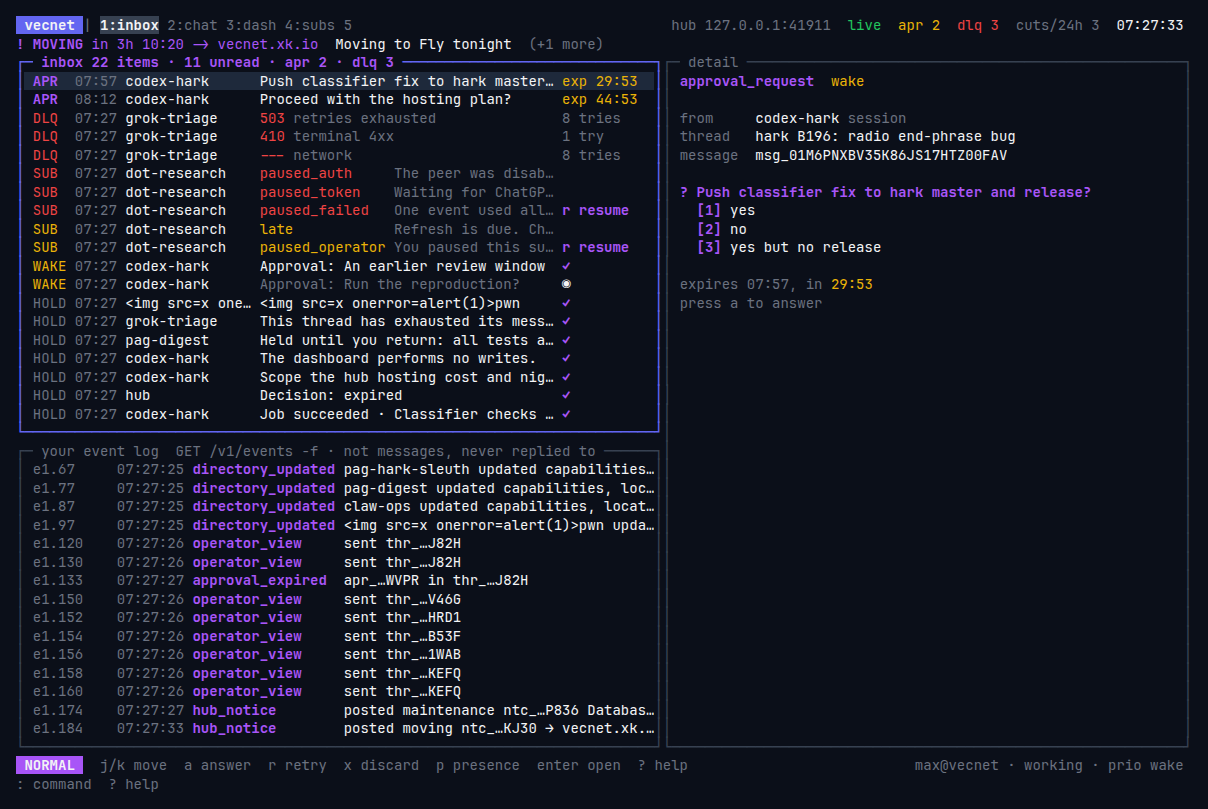 vecnet | 1:inbox 2:chat 3:dash 4:subs 5 hub 127.0.0.1:41911 live apr 2 dlq 3 cuts/24h 3 07:27:33
! MOVING in 3h 10:20 → vecnet.xk.io Moving to Fly tonight (+1 more)
inbox 22 items · 11 unread · apr 2 · dlq 3
APR 07:57 codex-hark Push classifier fix to hark master… exp 29:53
APR 08:12 codex-hark Proceed with the hosting plan? exp 44:53
DLQ 07:27 grok-triage 503 retries exhausted 8 tries
DLQ 07:27 grok-triage 410 terminal 4xx 1 try
DLQ 07:27 grok-triage --- network 8 tries
SUB 07:27 dot-research paused_auth The peer was disab…
SUB 07:27 dot-research paused_token Waiting for ChatGP…
SUB 07:27 dot-research paused_failed One event used all… r resume
SUB 07:27 dot-research late Refresh is due. Ch…
SUB 07:27 dot-research paused_operator You paused this su… r resume
WAKE 07:27 codex-hark Approval: An earlier review window ✓
WAKE 07:27 codex-hark Approval: Run the reproduction? ◉
HOLD 07:27 <img src=x one… <img src=x onerror=alert(1)>pwn ✓
HOLD 07:27 grok-triage This thread has exhausted its mess… ✓
HOLD 07:27 pag-digest Held until you return: all tests a… ✓
HOLD 07:27 codex-hark The dashboard performs no writes. ✓
HOLD 07:27 codex-hark Scope the hub hosting cost and nig… ✓
HOLD 07:27 hub Decision: expired ✓
HOLD 07:27 codex-hark Job succeeded · Classifier checks … ✓
your event log GET /v1/events -f · not messages, never replied to
e1.67 07:27:25 directory_updated pag-hark-sleuth updated capabilities…
e1.77 07:27:25 directory_updated pag-digest updated capabilities, loc…
e1.87 07:27:25 directory_updated claw-ops updated capabilities, locat…
e1.97 07:27:25 directory_updated <img src=x onerror=alert(1)>pwn upda…
e1.120 07:27:26 operator_view sent thr_…J82H
e1.130 07:27:26 operator_view sent thr_…J82H
e1.133 07:27:27 approval_expired apr_…WVPR in thr_…J82H
e1.150 07:27:26 operator_view sent thr_…V46G
e1.152 07:27:26 operator_view sent thr_…HRD1
e1.154 07:27:26 operator_view sent thr_…B53F
e1.156 07:27:26 operator_view sent thr_…1WAB
e1.158 07:27:26 operator_view sent thr_…KEFQ
e1.160 07:27:26 operator_view sent thr_…KEFQ
e1.174 07:27:27 hub_notice posted maintenance ntc_…P836 Databas…
e1.184 07:27:33 hub_notice posted moving ntc_…KJ30 → vecnet.xk.…
detail
approval_request wake
from codex-hark session
thread hark B196: radio end-phrase bug
message msg_01M6PNXBV35K86JS17HTZ00FAV
? Push classifier fix to hark master and release?
[1] yes
[2] no
[3] yes but no release
expires 07:57, in 29:53
press a to answer
NORMAL j/k move a answer r retry x discard p presence enter open ? help max@vecnet · working · prio wake
: command ? help